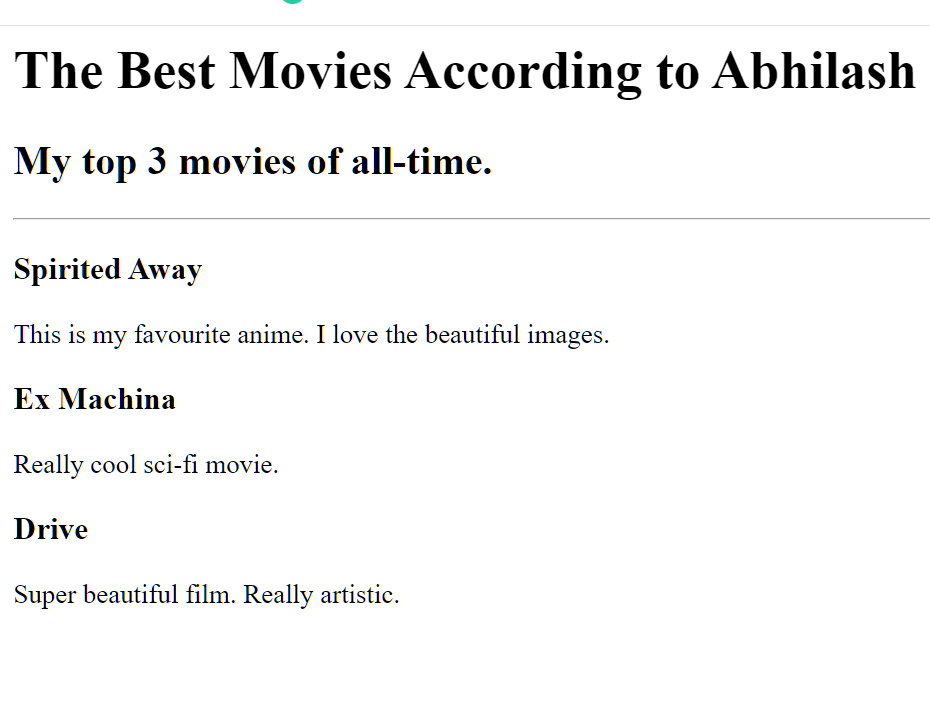 The Best Movies According to Abhilash
My top 3 movies of all-time.
Spirited Away
This is my favourite anime. I love the beautiful images.
Ex Machina
Really cool sci-fi movie.
Drive
Super beautiful film. Really artistic.